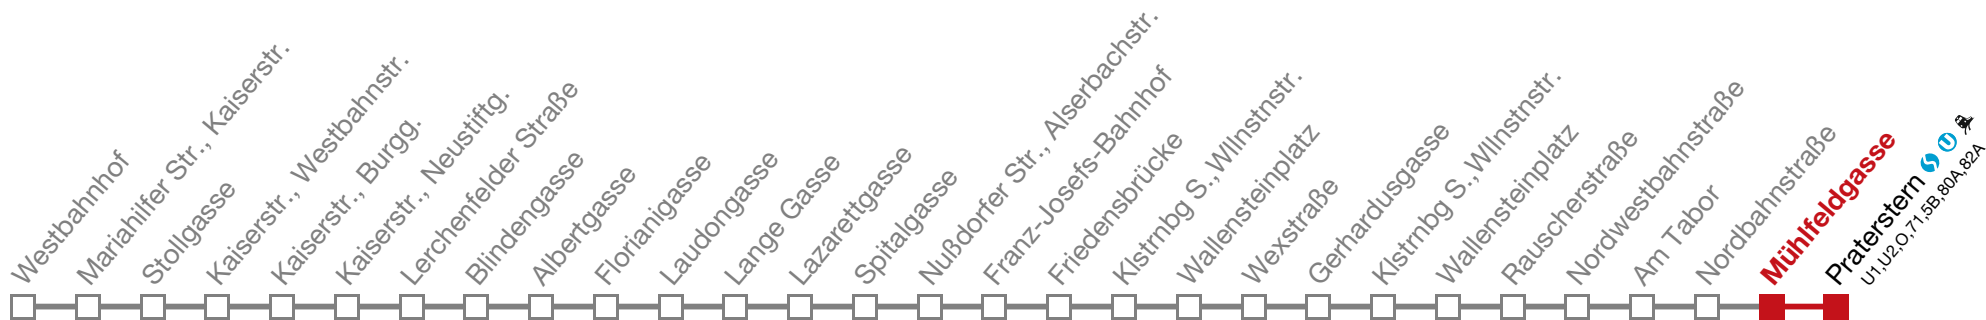 Westbahnhof
Mariahilfer Str., Kaiserstr.
Stollgasse
Kaiserstr., Westbahnstr.
Kaiserstr., Burgg.
Kaiserstr., Neustiftg.
Lerchenfelder Straße
Blindengasse
Albertgasse
Florianigasse
Laudongasse
Lange Gasse
Lazarettgasse
Spitalgasse
Nußdorfer Str., Alserbachstr.
Franz-Josefs-Bahnhof
Friedensbrücke
Klstrnbg S.,Wllnstnstr.
Wallensteinplatz
Wexstraße
Gerhardusgasse
Klstrnbg S.,Wllnstnstr.
Wallensteinplatz
Rauscherstraße
Nordwestbahnstraße
Am Tabor
Nordbahnstraße
Mühlfeldgasse
Praterstern S U
U1,U2,O,71,5B,80A,82A